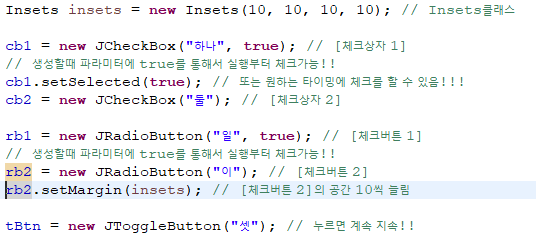 Insets insets = new Insets(10, 10, 10, 10); // Insets클래스
cb1 = new JCheckBox("하나", true); // [체크상자 1]
// 생성할때 파라미터에 true를 통해서 실행부터 체크가능!!
cb1.setSelected(true); // 또는 원하는 타이밍에 체크를 할 수 있음!!!
cb2 = new JCheckBox("둘"); // [체크상자 2]
rb1 = new JRadioButton("일", true); // [체크버튼 1]
// 생성할때 파라미터에 true를 통해서 실행부터 체크가능!!
rb2 = new JRadioButton("이"); // [체크버튼 2]
rb2.setMargin(insets); // [체크버튼 2]의 공간 10씩 늘림
tBtn = new JToggleButton("셋"); // 누르면 계속 지속!!